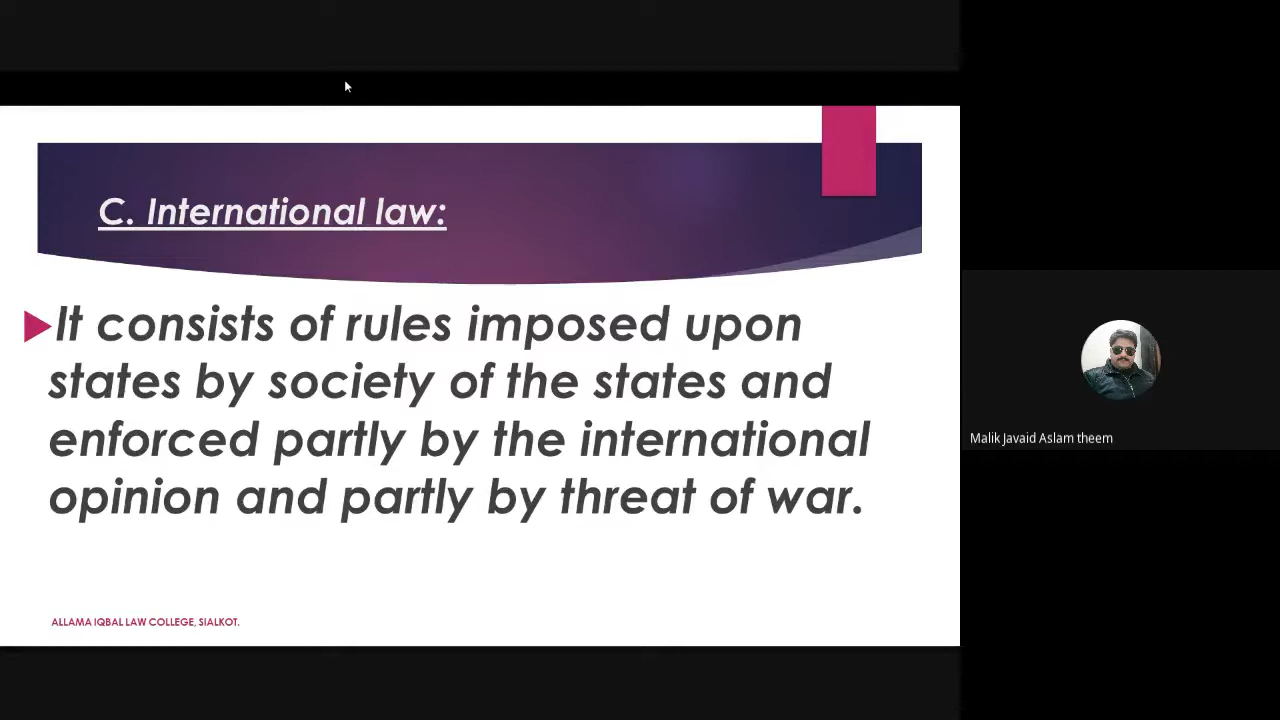 C. International law:
It consists of rules imposed upon
states by society of the states and
enforced partly by the international
opinion and partly by threat of war.
ALLAMA IQBAL LAW COLLEGE, SIALKOT.
Malik Javaid Aslam theem